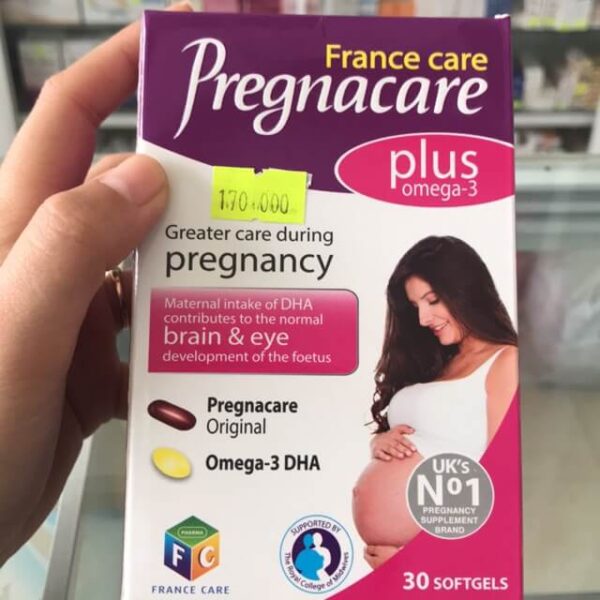 France care
Pregnacare
plus
omega-3
170.000
Greater care during
pregnancy
Maternal intake of DHA
contributes to the normal
brain & eye
development of the foetus
Pregnacare
Original
Omega-3 DHA
UK's
Nº1
PREGNANCY
SUPPLEMENT
BRAND
PHARMA
F C
FRANCE CARE
SUPPORTED BY
The Royal College of Midwives
30 SOFTGELS